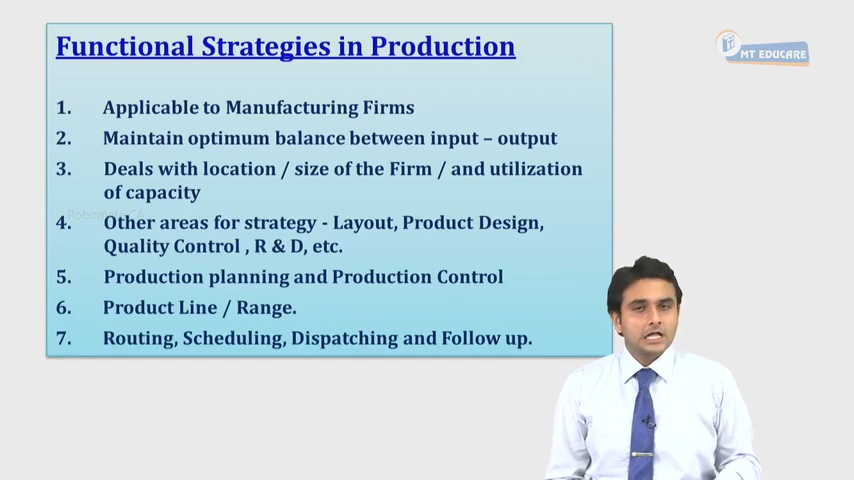 Functional Strategies in Production
MT EDUCARE
1. Applicable to Manufacturing Firms
2. Maintain optimum balance between input – output
3. Deals with location / size of the Firm / and utilization
of capacity
Robomate CA
4. Other areas for strategy - Layout, Product Design,
Quality Control , R & D, etc.
5. Production planning and Production Control
6. Product Line / Range.
7. Routing, Scheduling, Dispatching and Follow up.